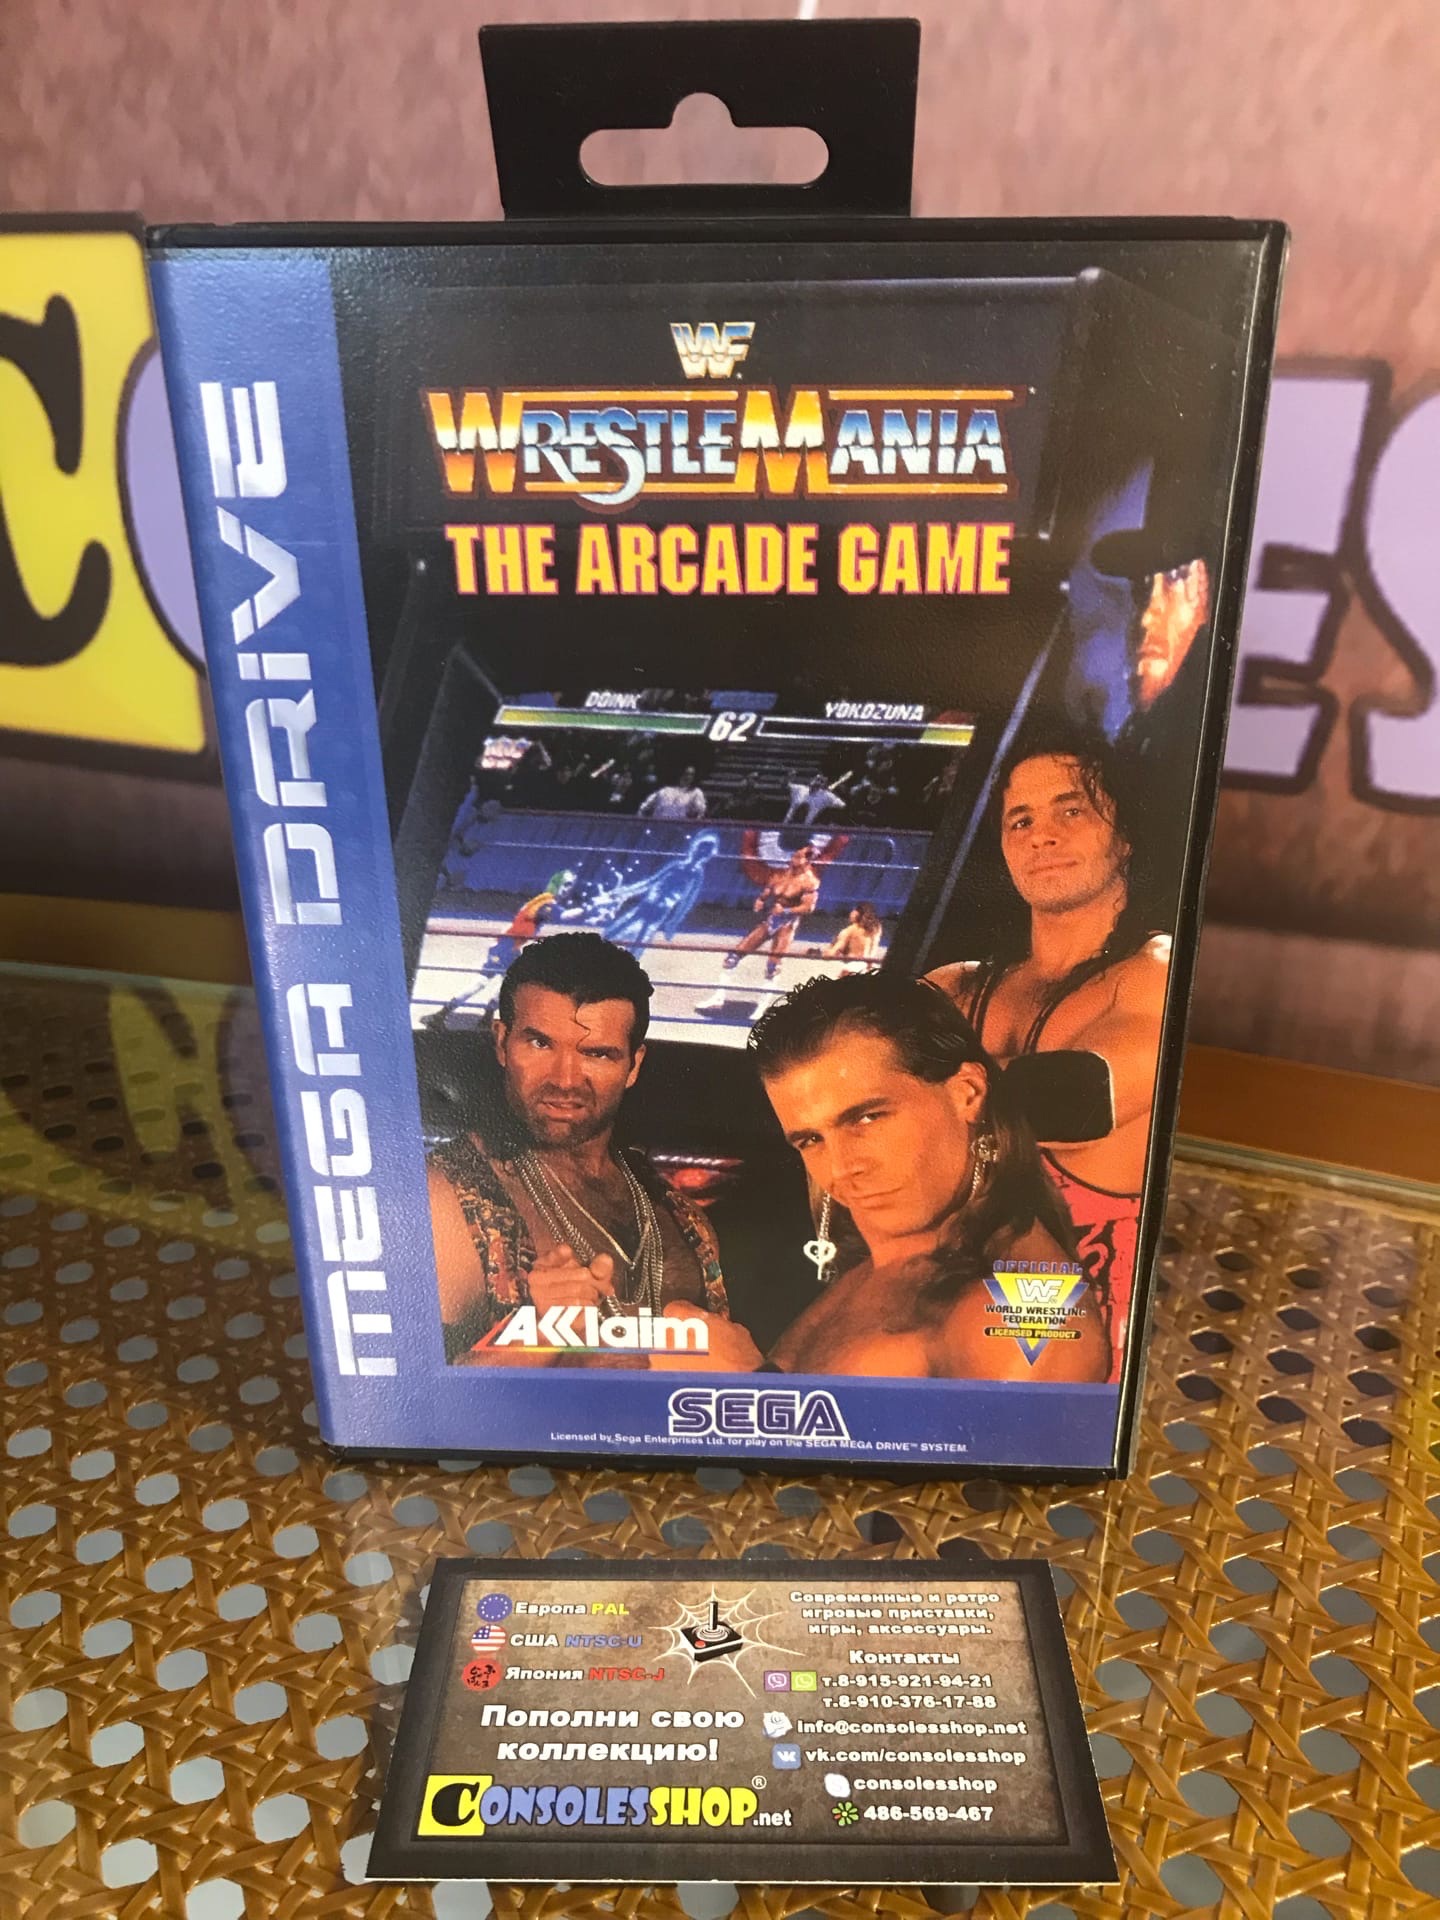 MEGA DRIVE
WF
WRESTLEMANIA
THE ARCADE GAME
DOINK
62
YOKOZUNA
AKklaim
OFFICIAL
WF
WORLD WRESTLING
FEDERATION
LICENSED PRODUCT
SEGA
Licensed by Sega Enterprises Ltd. for play on the SEGA MEGA DRIVE™ SYSTEM.
Европа PAL
США NTSC-U
Япония NTSC-J
Пополни свою
коллекцию!
CONSOLESSHOP®.net
Современные и ретро
игровые приставки,
игры, аксессуары.
Контакты
т.8-915-921-94-21
т.8-910-376-17-88
info@consolesshop.net
vk.com/consolesshop
consolesshop
486-569-467